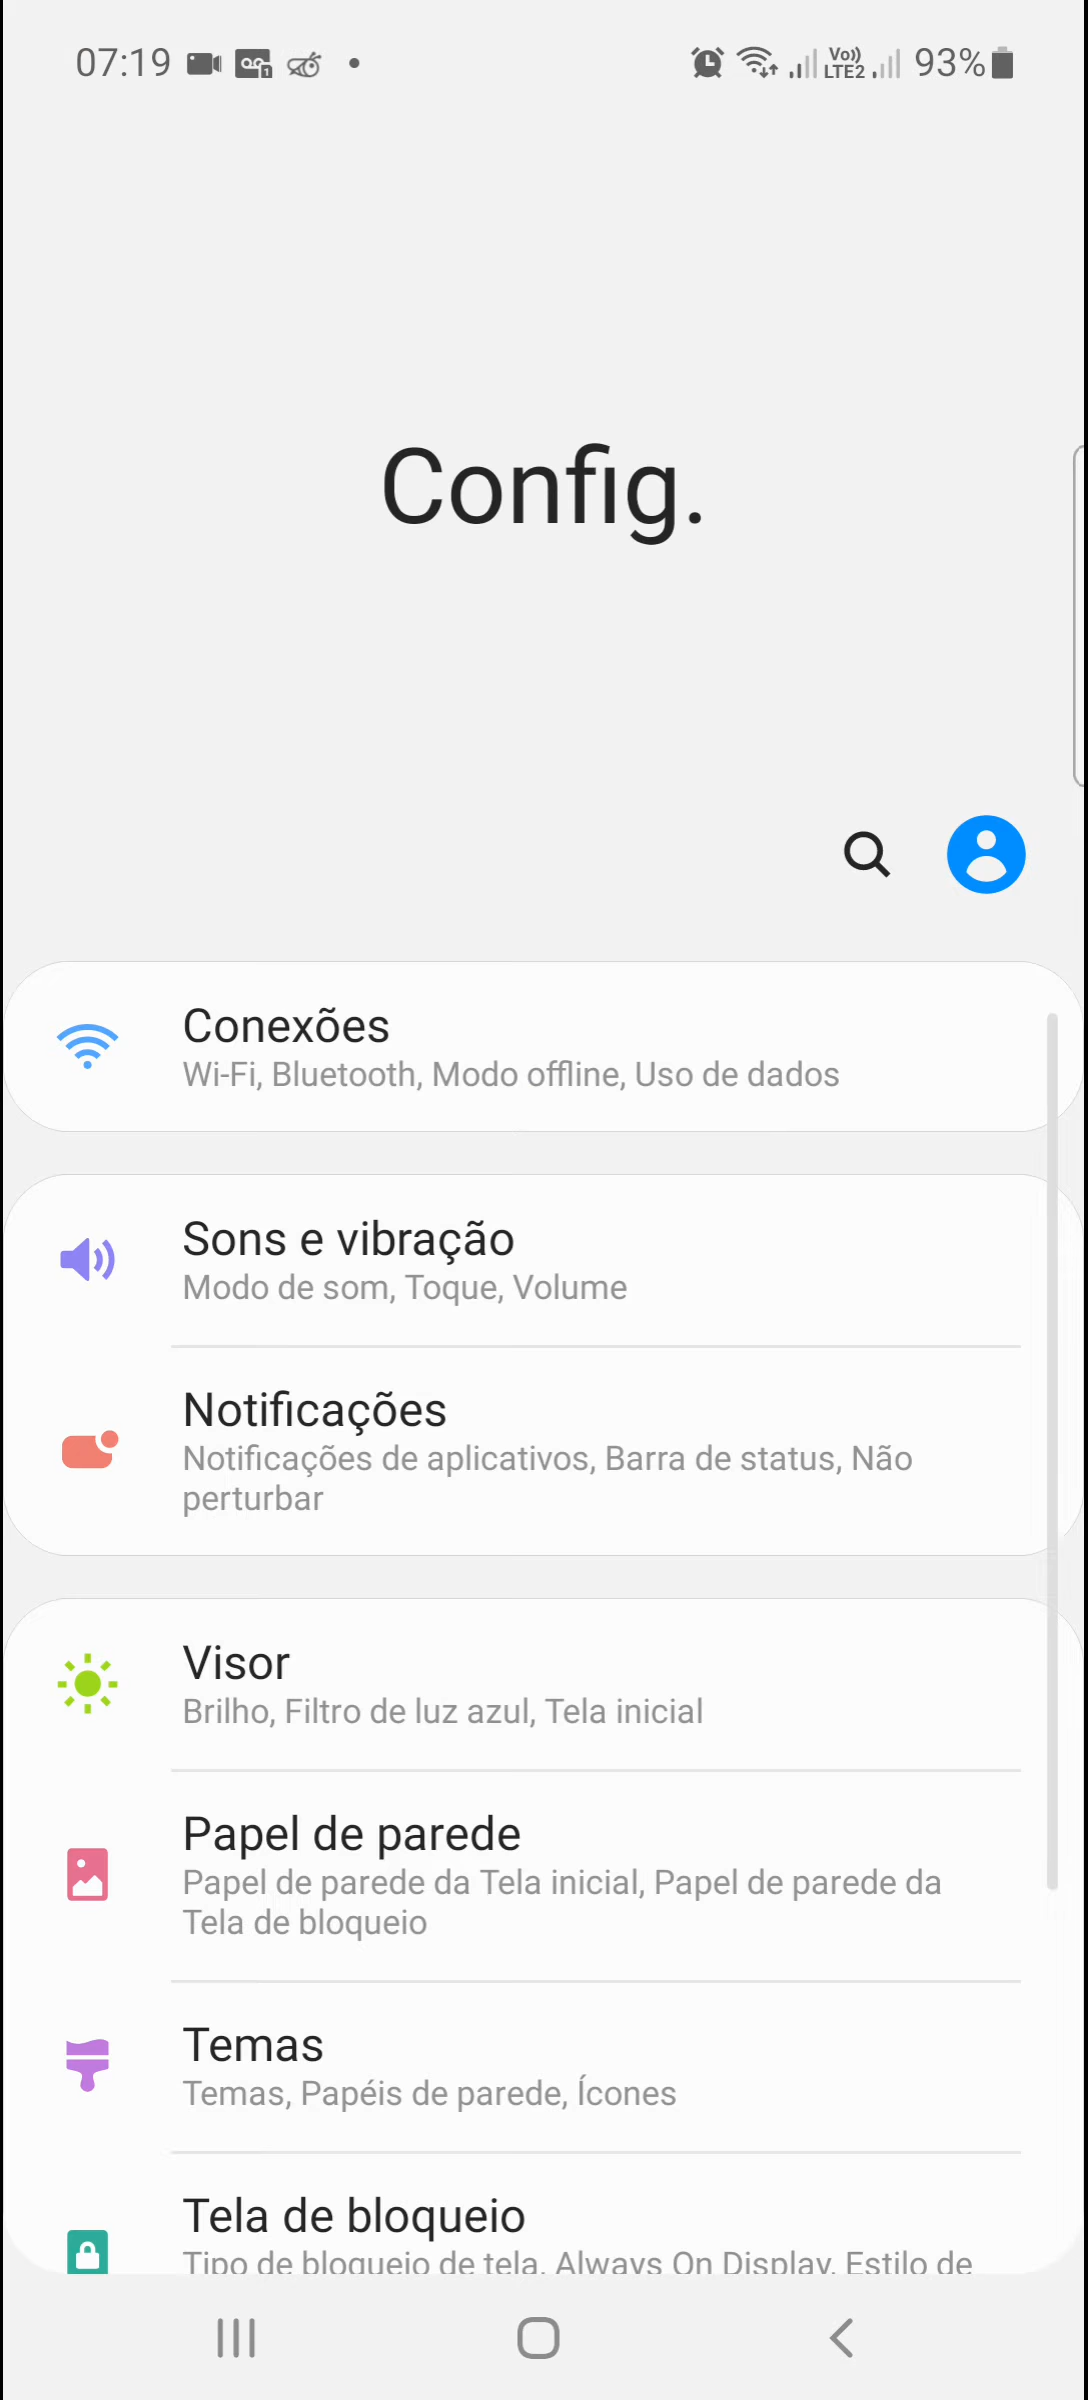 07:19
Vo))
LTE2
93%
Config.
Conexões
Wi-Fi, Bluetooth, Modo offline, Uso de dados
Sons e vibração
Modo de som, Toque, Volume
Notificações
Notificações de aplicativos, Barra de status, Não
perturbar
Visor
Brilho, Filtro de luz azul, Tela inicial
Papel de parede
Papel de parede da Tela inicial, Papel de parede da
Tela de bloqueio
Temas
Temas, Papéis de parede, Ícones
Tela de bloqueio
Tipo de bloqueio de tela, Always On Display, Estilo de